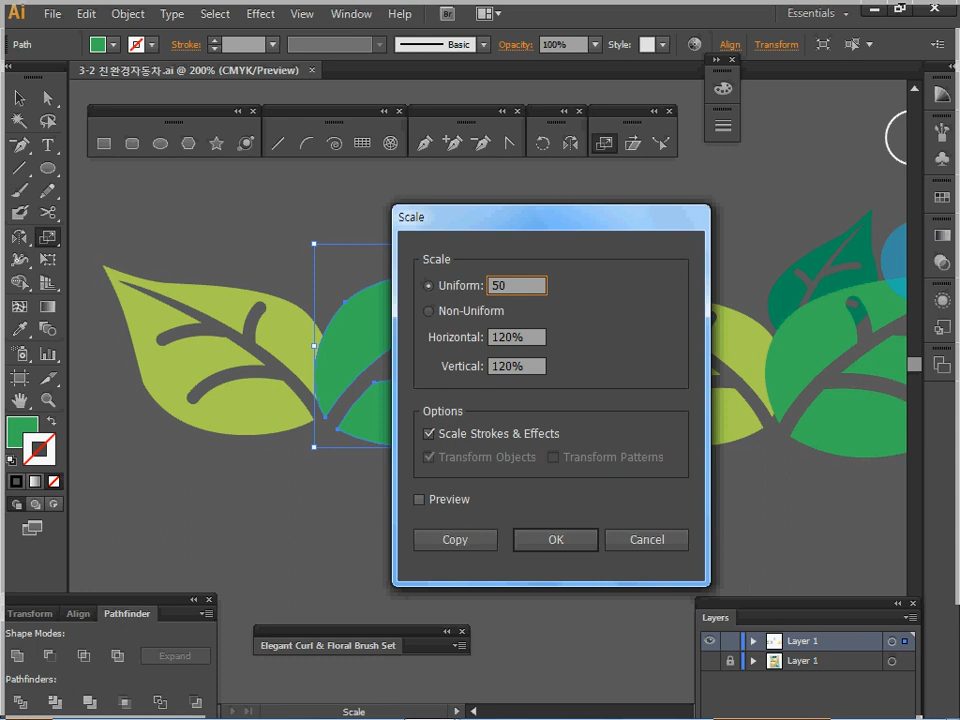 Ai File Edit Object Type Select Effect View Window Help Br Essentials
Path Stroke: Basic Opacity: 100% Style: Align Transform
3-2 친환경자동차.ai @ 200% (CMYK/Preview)
Scale
Scale
Uniform: 50
Non-Uniform
Horizontal: 120%
Vertical: 120%
Options
Scale Strokes & Effects
Transform Objects Transform Patterns
Preview
Copy OK Cancel
Transform Align Pathfinder
Shape Modes:
Expand
Pathfinders:
Elegant Curl & Floral Brush Set
Layers
Layer 1
Layer 1
Scale